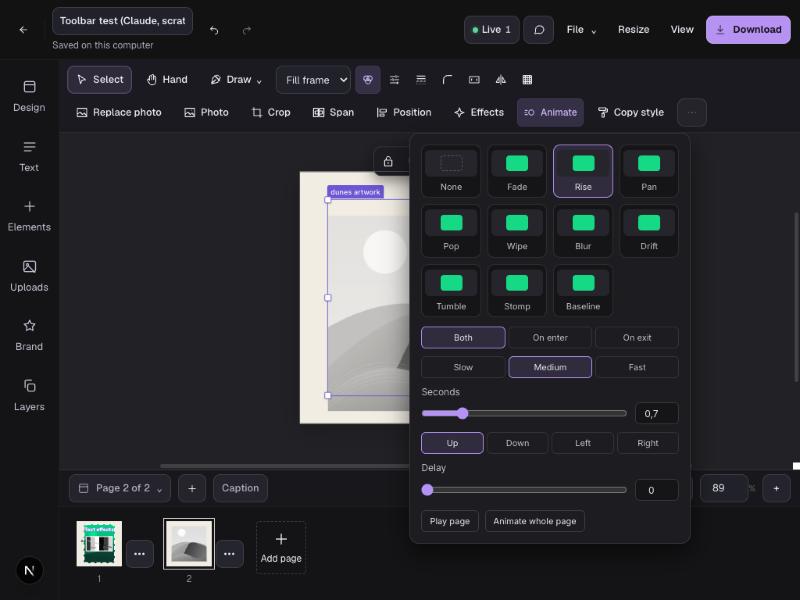 Toolbar test (Claude, scrat
Saved on this computer
Live 1
File
Resize
View
Download
Select
Hand
Draw
Fill frame
Replace photo
Photo
Crop
Span
Position
Effects
Animate
Copy style
Design
Text
Elements
Uploads
Brand
Layers
dunes artwork
None
Fade
Rise
Pan
Pop
Wipe
Blur
Drift
Tumble
Stomp
Baseline
Both
On enter
On exit
Slow
Medium
Fast
Seconds
0,7
Up
Down
Left
Right
Delay
0
Play page
Animate whole page
Page 2 of 2
+
Caption
89
%
+
Text effects
Add page
1
2
N